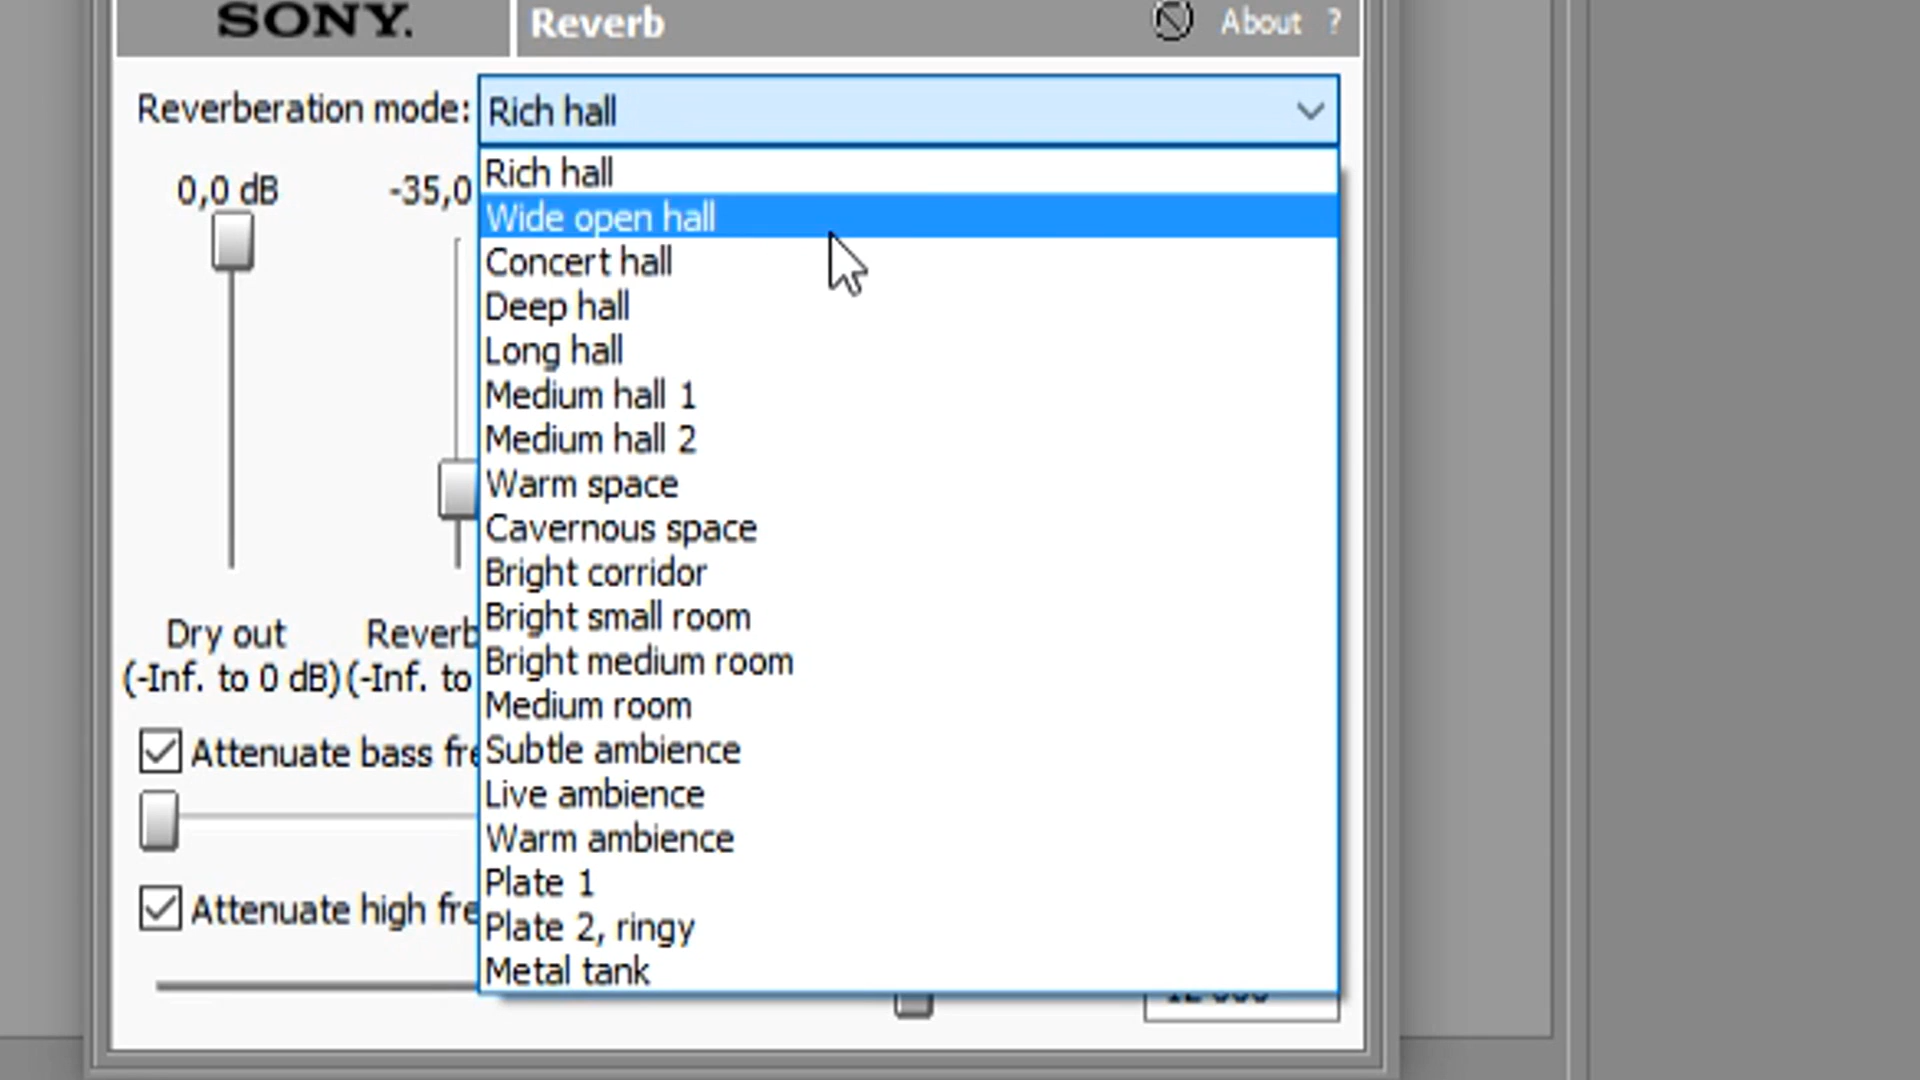 SONY.
Reverb
About ?
Reverberation mode: Rich hall
0,0 dB
-35,0
Rich hall
Wide open hall
Concert hall
Deep hall
Long hall
Medium hall 1
Medium hall 2
Warm space
Cavernous space
Bright corridor
Bright small room
Bright medium room
Medium room
Subtle ambience
Live ambience
Warm ambience
Plate 1
Plate 2, ringy
Metal tank
Dry out
(-Inf. to 0 dB)
Reverb
(-Inf. to
Attenuate bass fre
Attenuate high fre